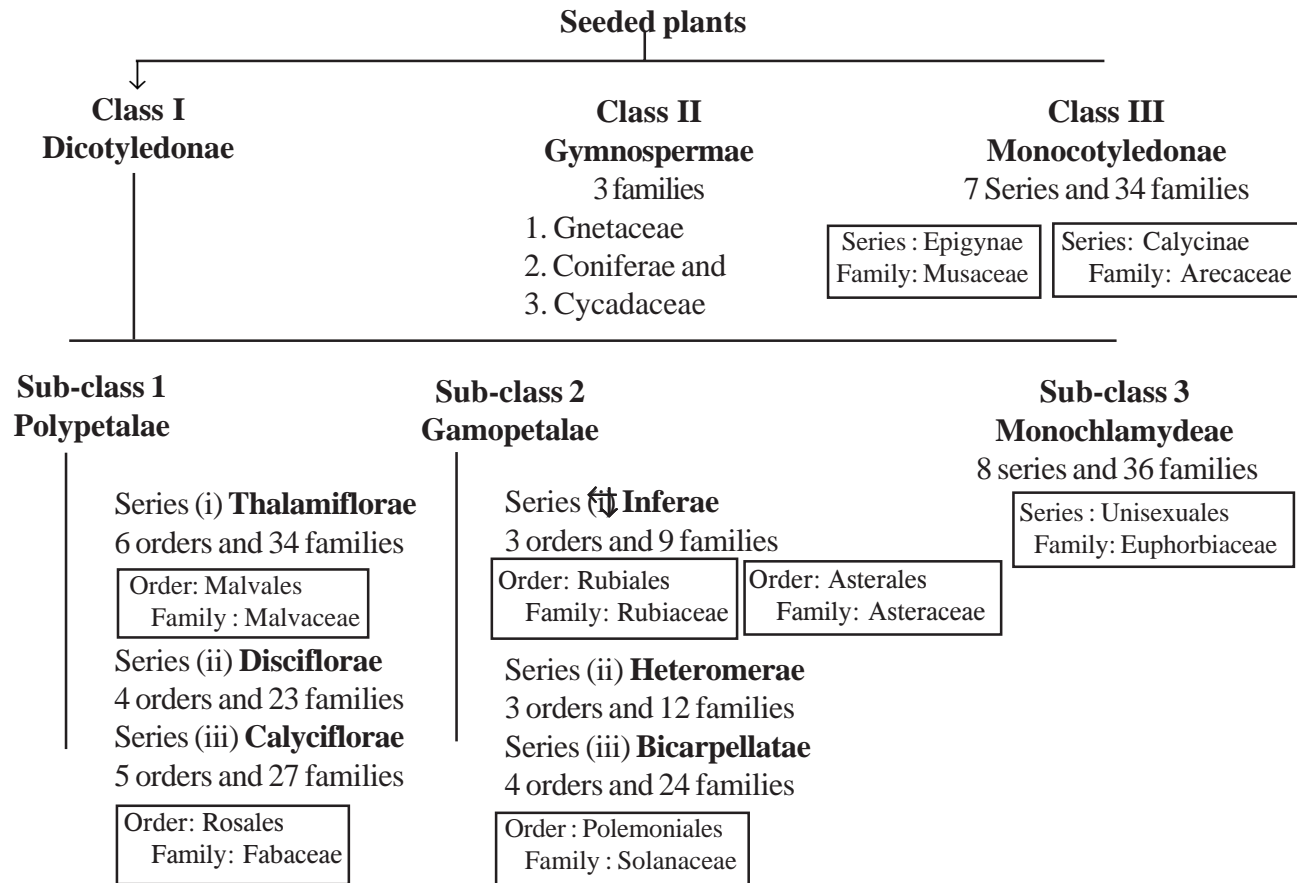 Seeded plants
Class I
Dicotyledonae
Class II
Gymnospermae
3 families
1. Gnetaceae
2. Coniferae and
3. Cycadaceae
Class III
Monocotyledonae
7 Series and 34 families
Series : Epigynae
Family: Musaceae
Series: Calycinae
Family: Arecaceae
Sub-class 1
Polypetalae
Series (i) Thalamiflorae
6 orders and 34 families
Order: Malvales
Family : Malvaceae
Series (ii) Disciflorae
4 orders and 23 families
Series (iii) Calyciflorae
5 orders and 27 families
Order: Rosales
Family: Fabaceae
Sub-class 2
Gamopetalae
Series (i) Inferae
3 orders and 9 families
Order: Rubiales
Family: Rubiaceae
Order: Asterales
Family: Asteraceae
Series (ii) Heteromerae
3 orders and 12 families
Series (iii) Bicarpellatae
4 orders and 24 families
Order : Polemoniales
Family : Solanaceae
Sub-class 3
Monochlamydeae
8 series and 36 families
Series : Unisexuales
Family: Euphorbiaceae